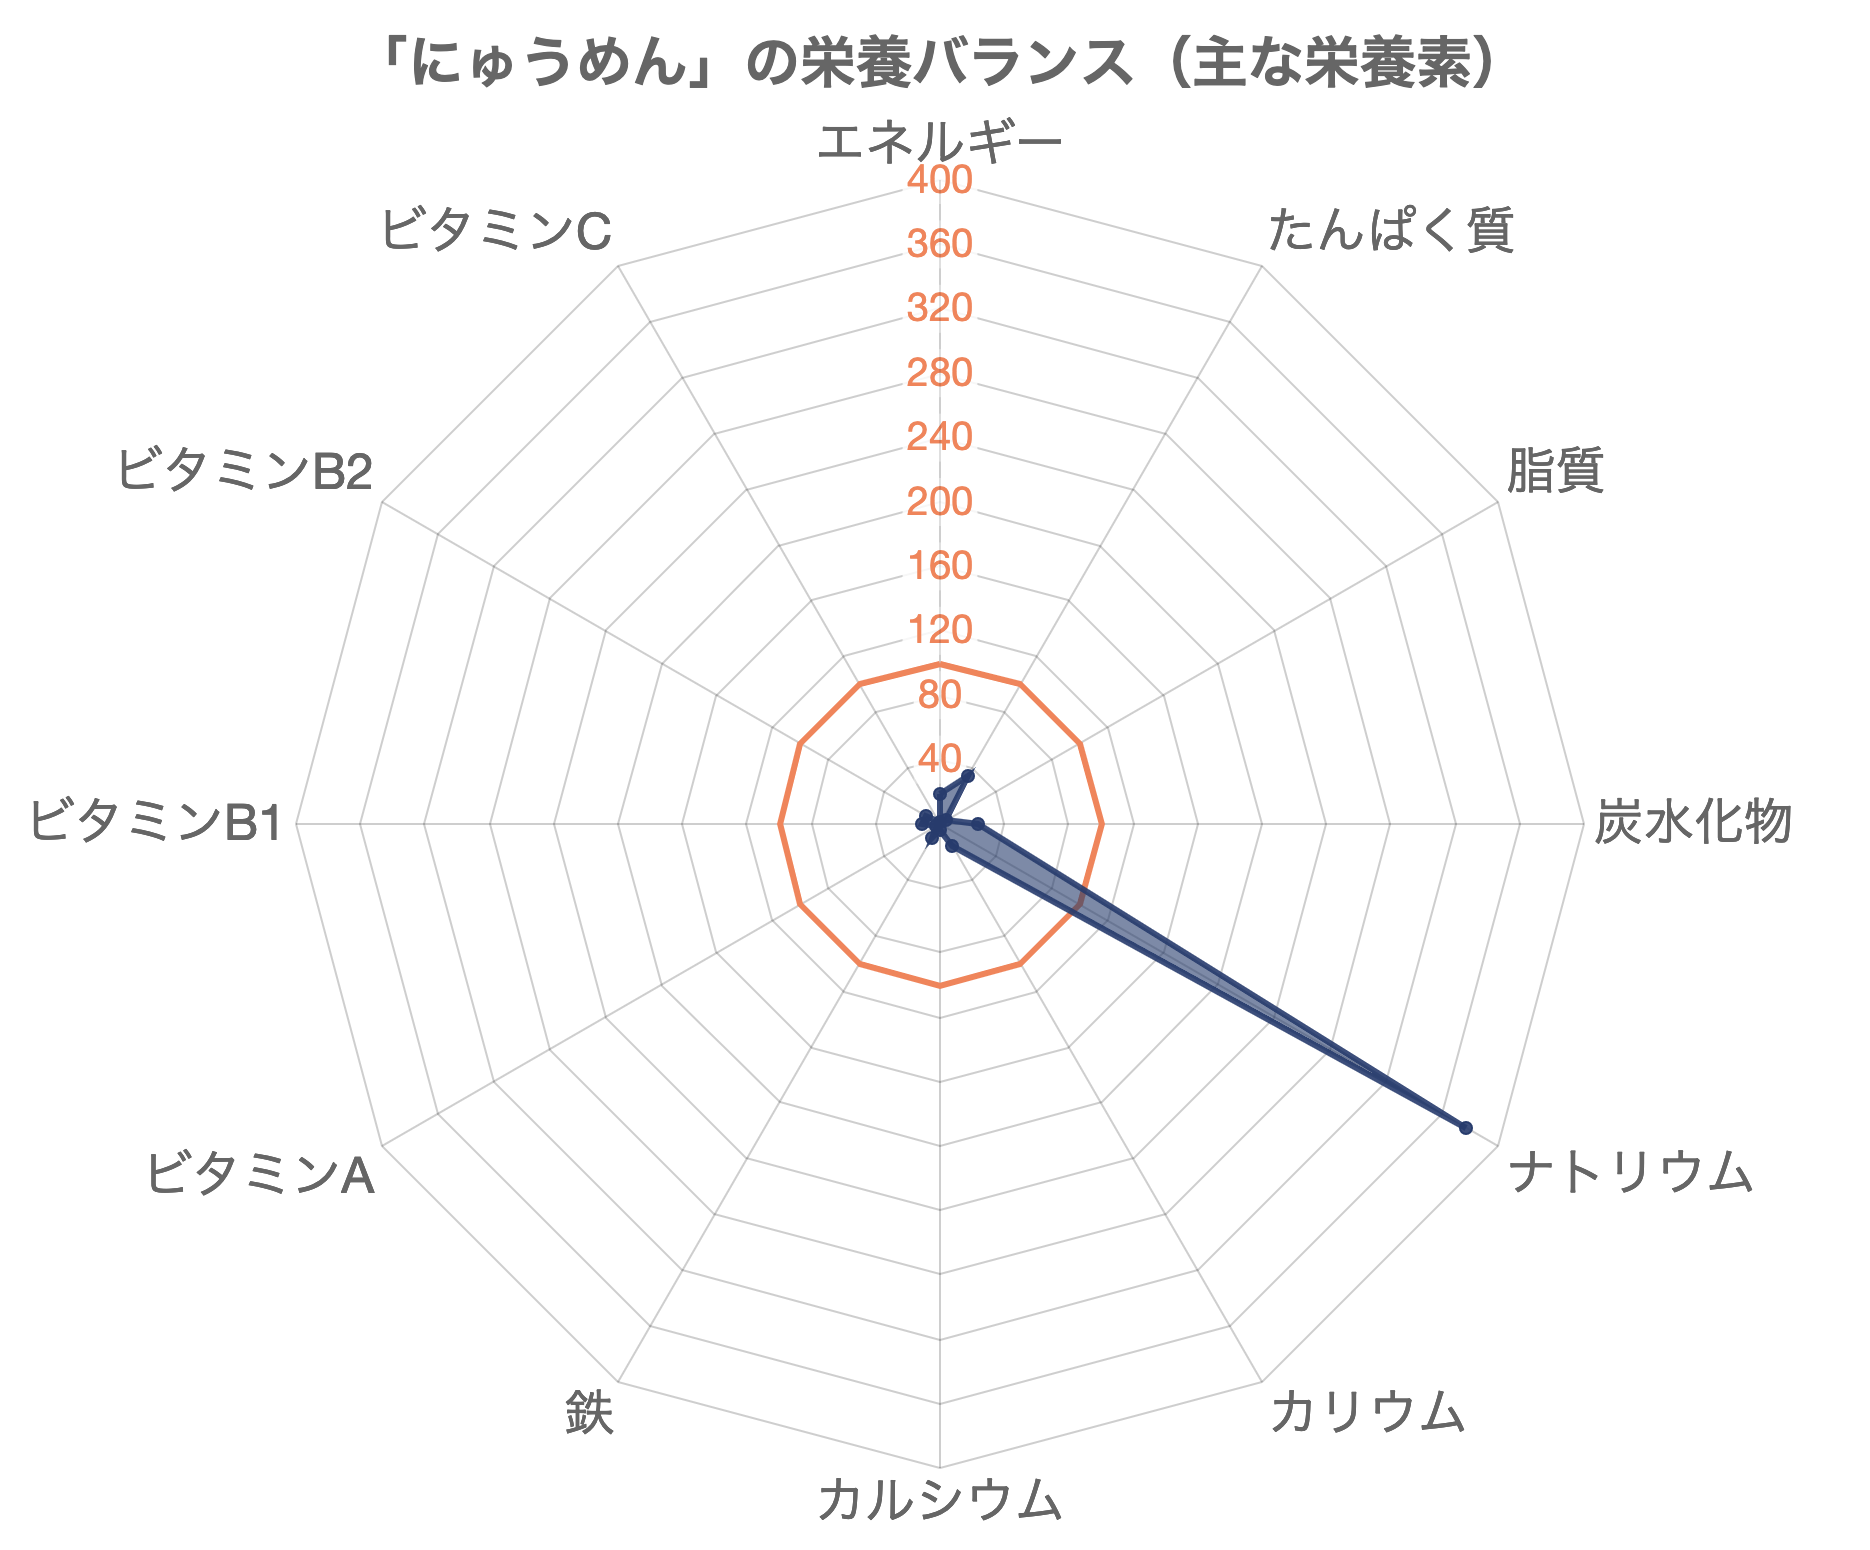 「にゅうめん」の栄養バランス（主な栄養素）
エネルギー
たんぱく質
脂質
炭水化物
ナトリウム
カリウム
カルシウム
鉄
ビタミンA
ビタミンB1
ビタミンB2
ビタミンC
400
360
320
280
240
200
160
120
80
40